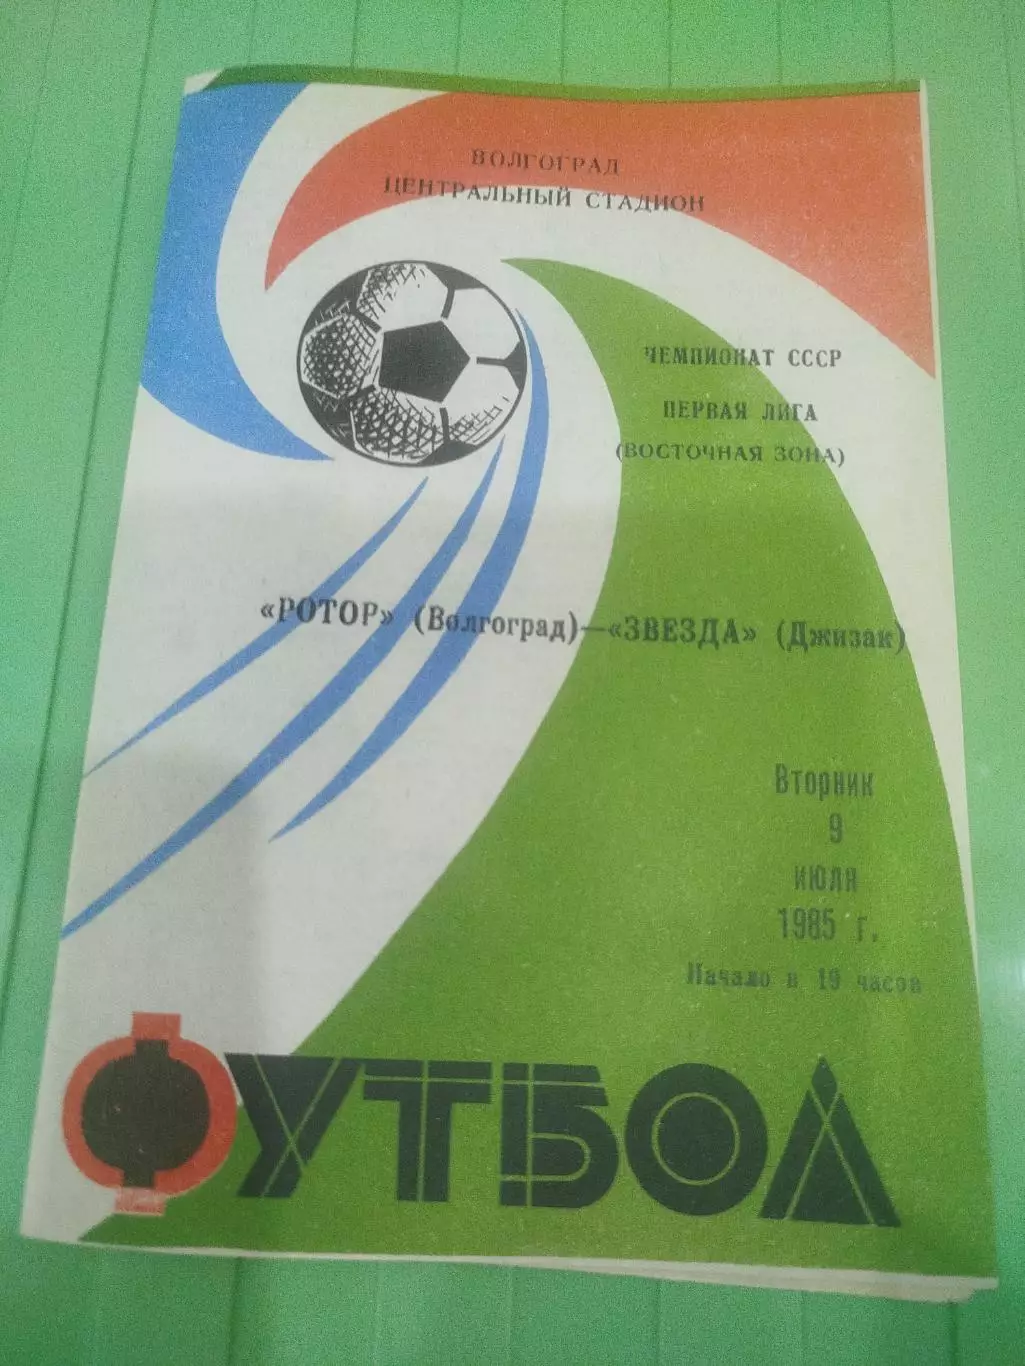 ВОЛГОГРАД
ЦЕНТРАЛЬНЫЙ СТАДИОН
ЧЕМПИОНАТ СССР
ПЕРВАЯ ЛИГА
(ВОСТОЧНАЯ ЗОНА)
«РОТОР» (Волгоград)—«ЗВЕЗДА» (Джизак)
Вторник
9
июля
1985 г.
Начало в 19 часов
ФУТБОЛ